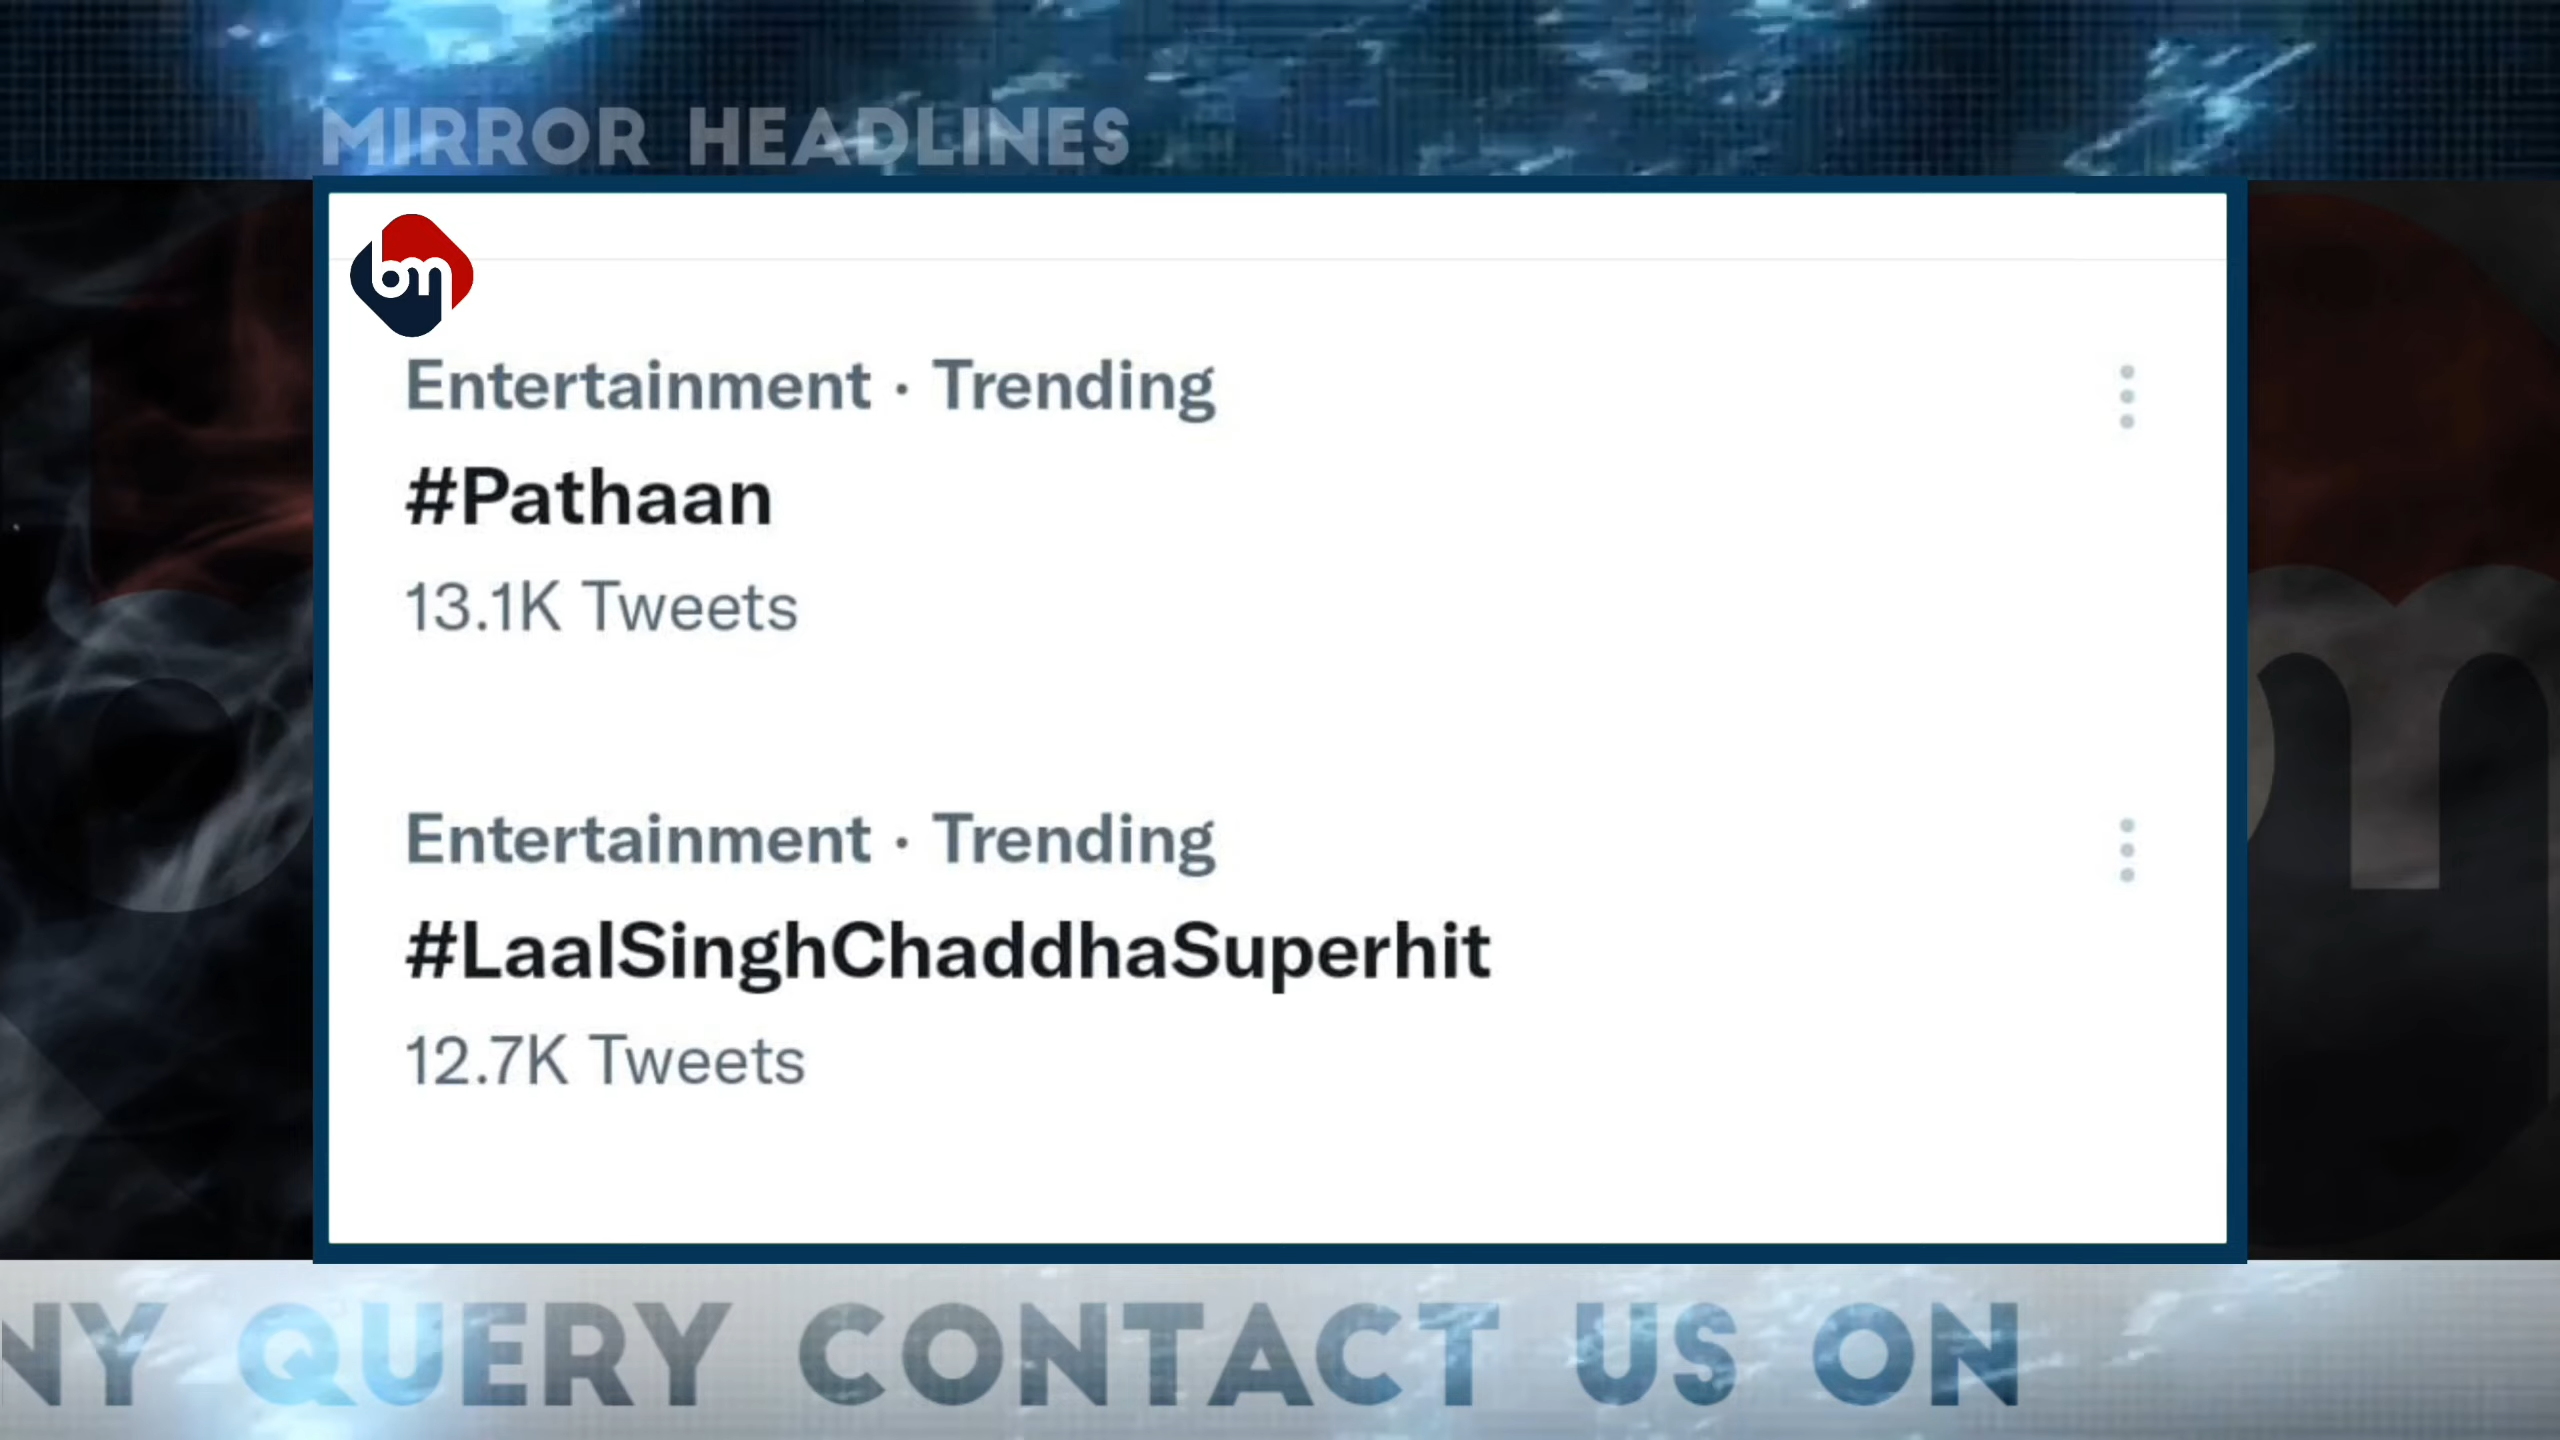 MIRROR HEADLINES
bm
Entertainment · Trending
#Pathaan
13.1K Tweets
Entertainment · Trending
#LaalSinghChaddhaSuperhit
12.7K Tweets
NY QUERY CONTACT US ON